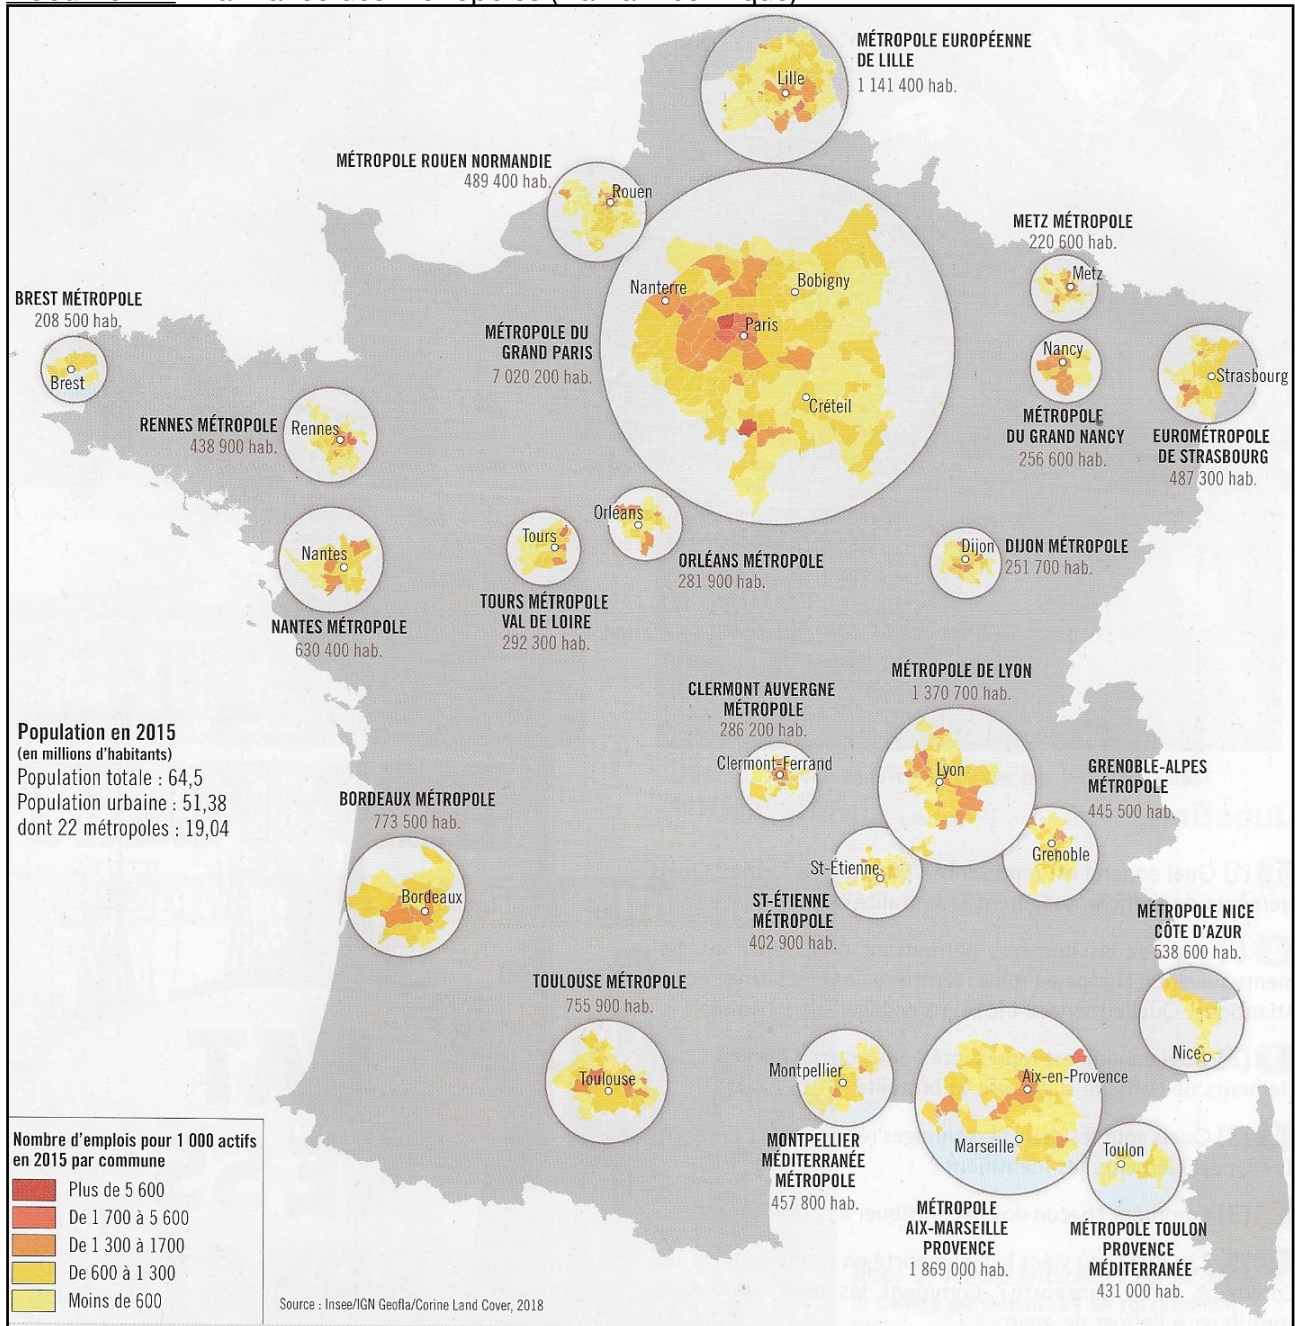 MÉTROPOLE EUROPÉENNE
DE LILLE
1 141 400 hab.
Lille
MÉTROPOLE ROUEN NORMANDIE
489 400 hab.
Rouen
METZ MÉTROPOLE
220 600 hab.
Metz
Nanterre
Bobigny
Paris
Créteil
MÉTROPOLE DU
GRAND PARIS
7 020 200 hab.
BREST MÉTROPOLE
208 500 hab.
Brest
Nancy
MÉTROPOLE
DU GRAND NANCY
256 600 hab.
Strasbourg
EUROMÉTROPOLE
DE STRASBOURG
487 300 hab.
RENNES MÉTROPOLE
438 900 hab.
Rennes
Nantes
NANTES MÉTROPOLE
630 400 hab.
Tours
TOURS MÉTROPOLE
VAL DE LOIRE
292 300 hab.
Orléans
ORLÉANS MÉTROPOLE
281 900 hab.
Dijon
DIJON MÉTROPOLE
251 700 hab.
MÉTROPOLE DE LYON
1 370 700 hab.
Lyon
CLERMONT AUVERGNE
MÉTROPOLE
286 200 hab.
Clermont-Ferrand
GRENOBLE-ALPES
MÉTROPOLE
445 500 hab.
Grenoble
Population en 2015
(en millions d'habitants)
Population totale : 64,5
Population urbaine : 51,38
dont 22 métropoles : 19,04
BORDEAUX MÉTROPOLE
773 500 hab.
Bordeaux
St-Étienne
ST-ÉTIENNE
MÉTROPOLE
402 900 hab.
MÉTROPOLE NICE
CÔTE D'AZUR
538 600 hab.
Nice
TOULOUSE MÉTROPOLE
755 900 hab.
Toulouse
Montpellier
MONTPELLIER
MÉDITERRANÉE
MÉTROPOLE
457 800 hab.
Aix-en-Provence
Marseille
MÉTROPOLE
AIX-MARSEILLE
PROVENCE
1 869 000 hab.
Toulon
MÉTROPOLE TOULON
PROVENCE
MÉDITERRANÉE
431 000 hab.
Nombre d'emplois pour 1 000 actifs
en 2015 par commune
Plus de 5 600
De 1 700 à 5 600
De 1 300 à 1700
De 600 à 1 300
Moins de 600
Source : Insee/IGN Geofla/Corine Land Cover, 2018